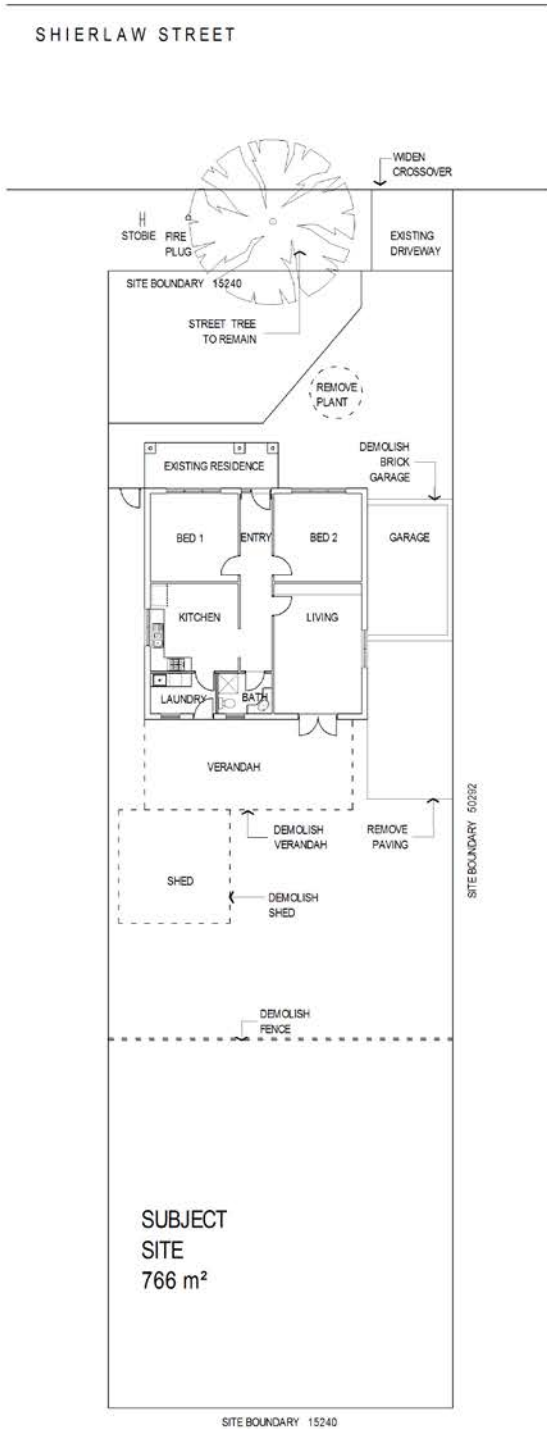 SHIERLAW STREET
WIDEN
CROSSOVER
STOBIE
FIRE
PLUG
EXISTING
DRIVEWAY
SITE BOUNDARY 15240
STREET TREE
TO REMAIN
REMOVE
PLANT
DEMOLISH
BRICK
GARAGE
EXISTING RESIDENCE
BED 1
ENTRY
BED 2
GARAGE
KITCHEN
LIVING
LAUNDRY
BATH
VERANDAH
DEMOLISH
VERANDAH
REMOVE
PAVING
SITE BOUNDARY 50292
SHED
DEMOLISH
SHED
DEMOLISH
FENCE
SUBJECT
SITE
766 m²
SITE BOUNDARY 15240